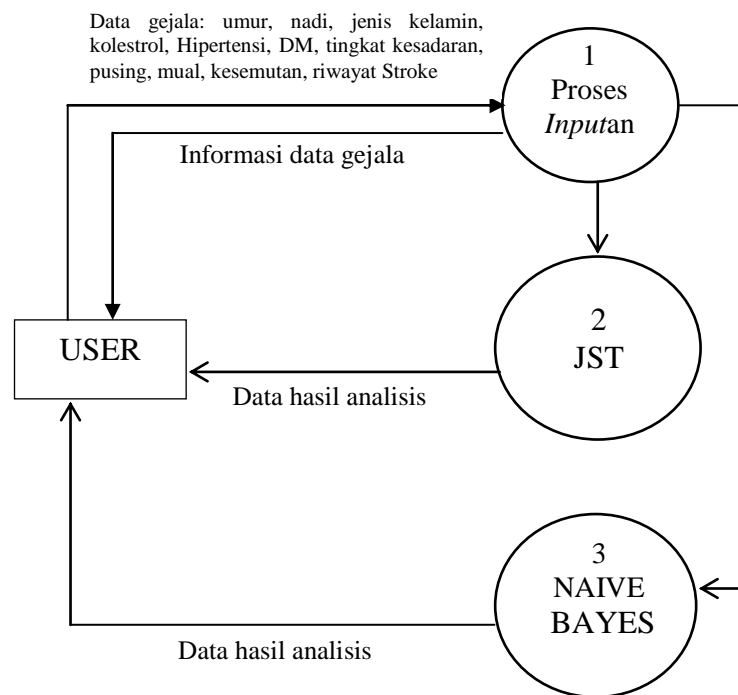 Data gejala: umur, nadi, jenis kelamin,
kolestrol, Hipertensi, DM, tingkat kesadaran,
pusing, mual, kesemutan, riwayat Stroke
1
Proses
Inputan
Informasi data gejala
2
JST
USER
Data hasil analisis
3
NAIVE
BAYES
Data hasil analisis